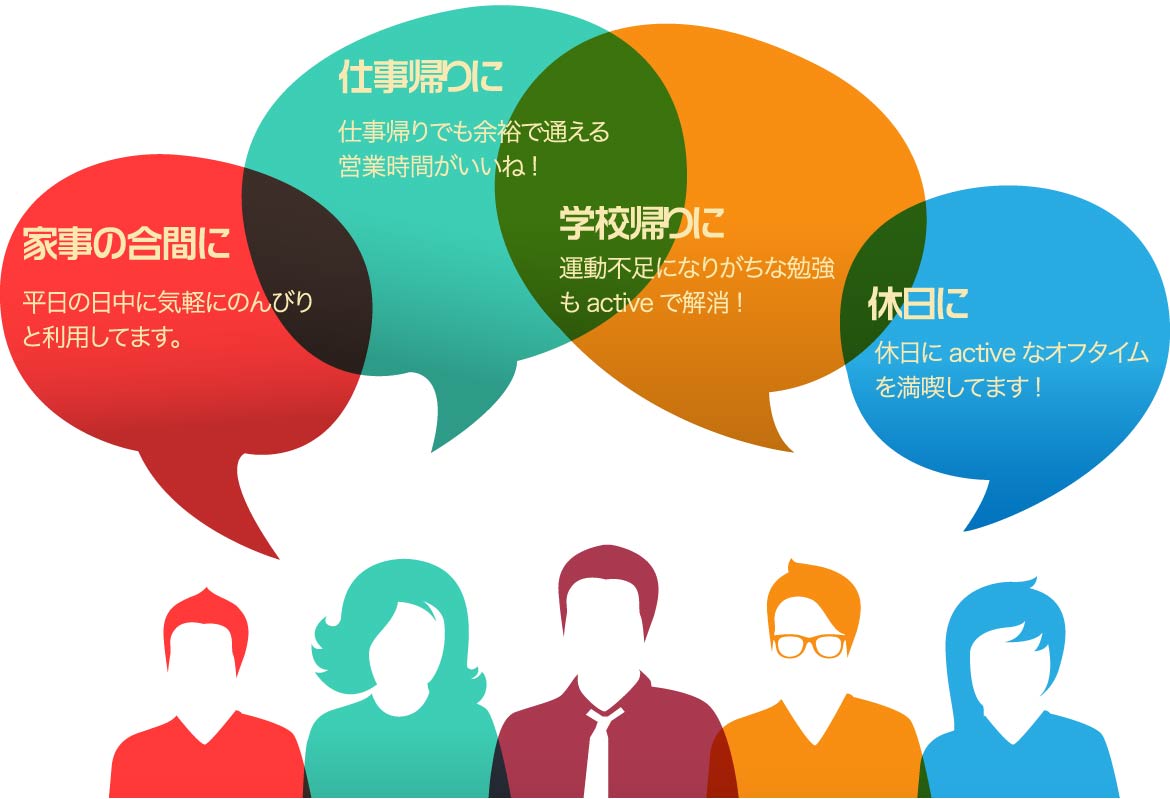 仕事帰りに
仕事帰りでも余裕で通える
営業時間がいいね！
家事の合間に
平日の日中に気軽にのんびり
と利用してます。
学校帰りに
運動不足になりがちな勉強
も active で解消！
休日に
休日に active なオフタイム
を満喫してます！